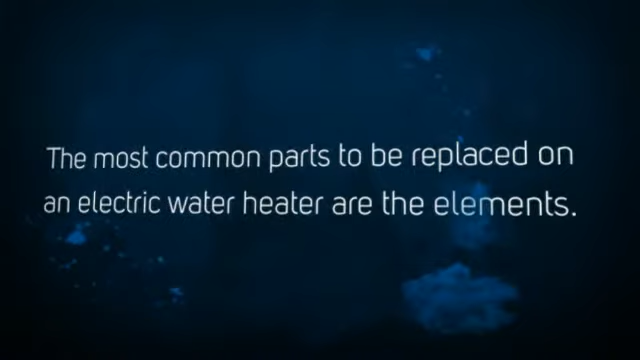 The most common parts to be replaced on
an electric water heater are the elements.